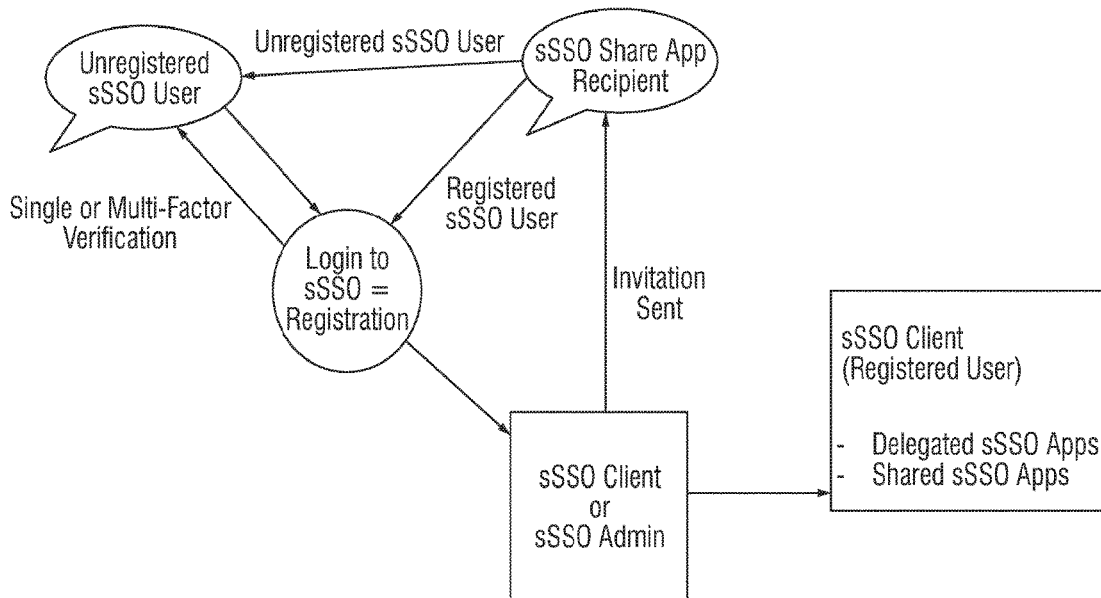 Unregistered sSSO User
Unregistered
sSSO User
sSSO Share App
Recipient
Single or Multi-Factor
Verification
Registered
sSSO User
Login to
sSSO =
Registration
Invitation
Sent
sSSO Client
(Registered User)
- Delegated sSSO Apps
- Shared sSSO Apps
sSSO Client
or
sSSO Admin